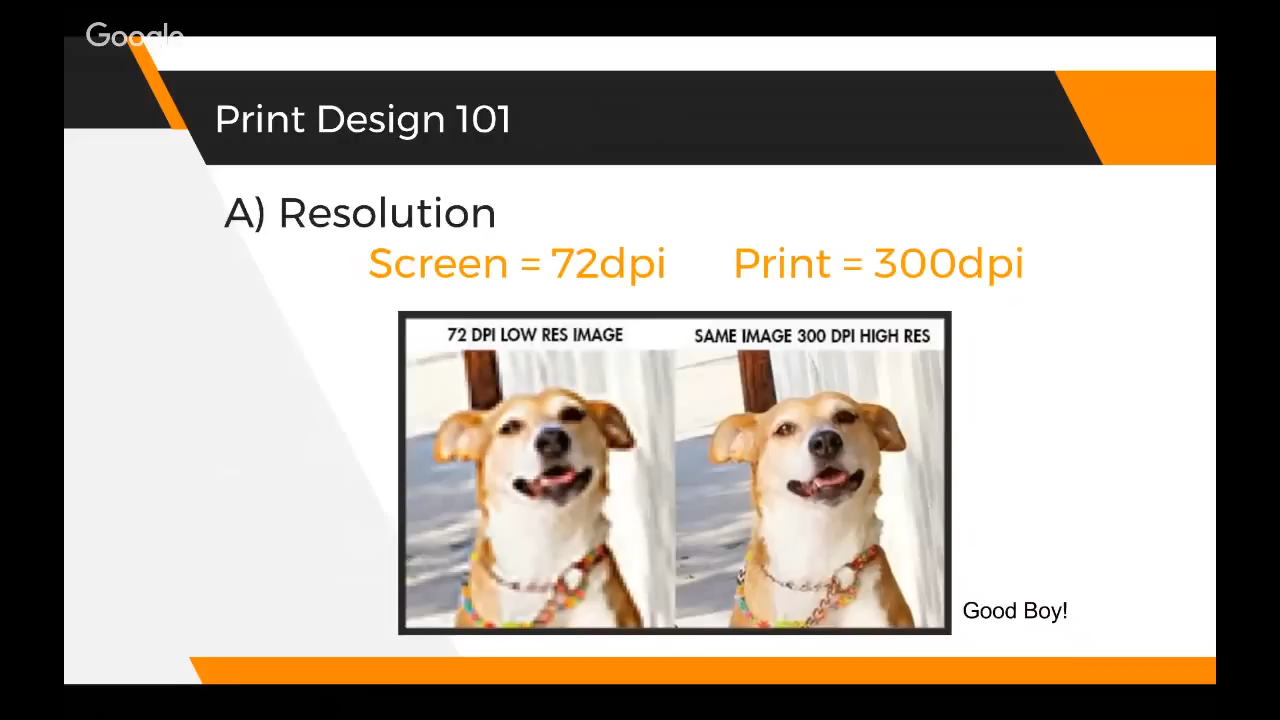 Google
Print Design 101
A) Resolution
Screen = 72dpi Print = 300dpi
72 DPI LOW RES IMAGE SAME IMAGE 300 DPI HIGH RES
Good Boy!